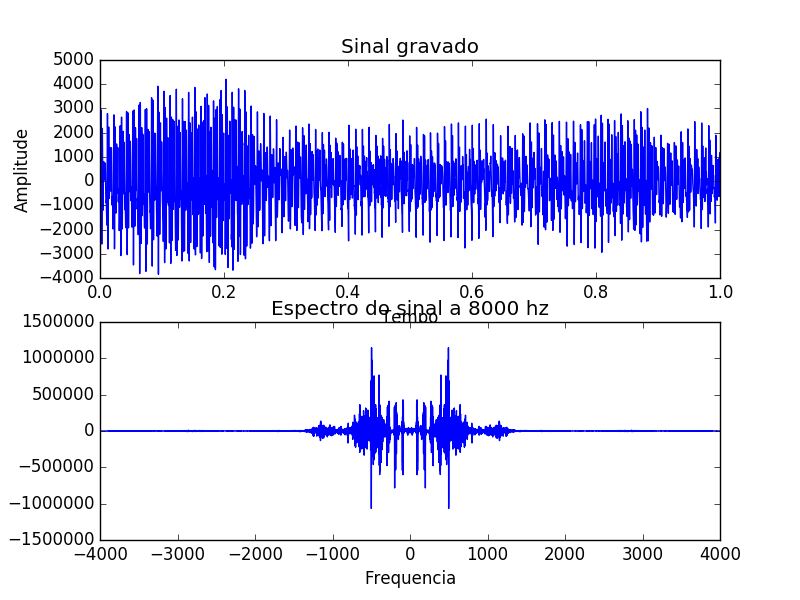 Sinal gravado
5000
4000
3000
2000
1000
0
−1000
−2000
−3000
−4000
Amplitude
0.0 0.2 0.4 0.6 0.8 1.0
Tempo
Espectro do sinal a 8000 hz
1500000
1000000
500000
0
−500000
−1000000
−1500000
−4000 −3000 −2000 −1000 0 1000 2000 3000 4000
Frequencia